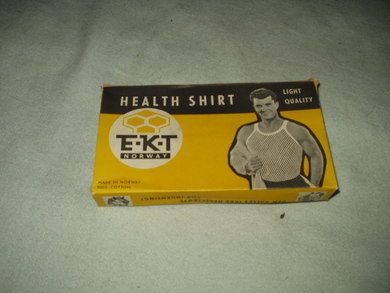 HEALTH SHIRT
LIGHT
QUALITY
E·K·T
NORWAY
MADE IN NORWAY
100% COTTON